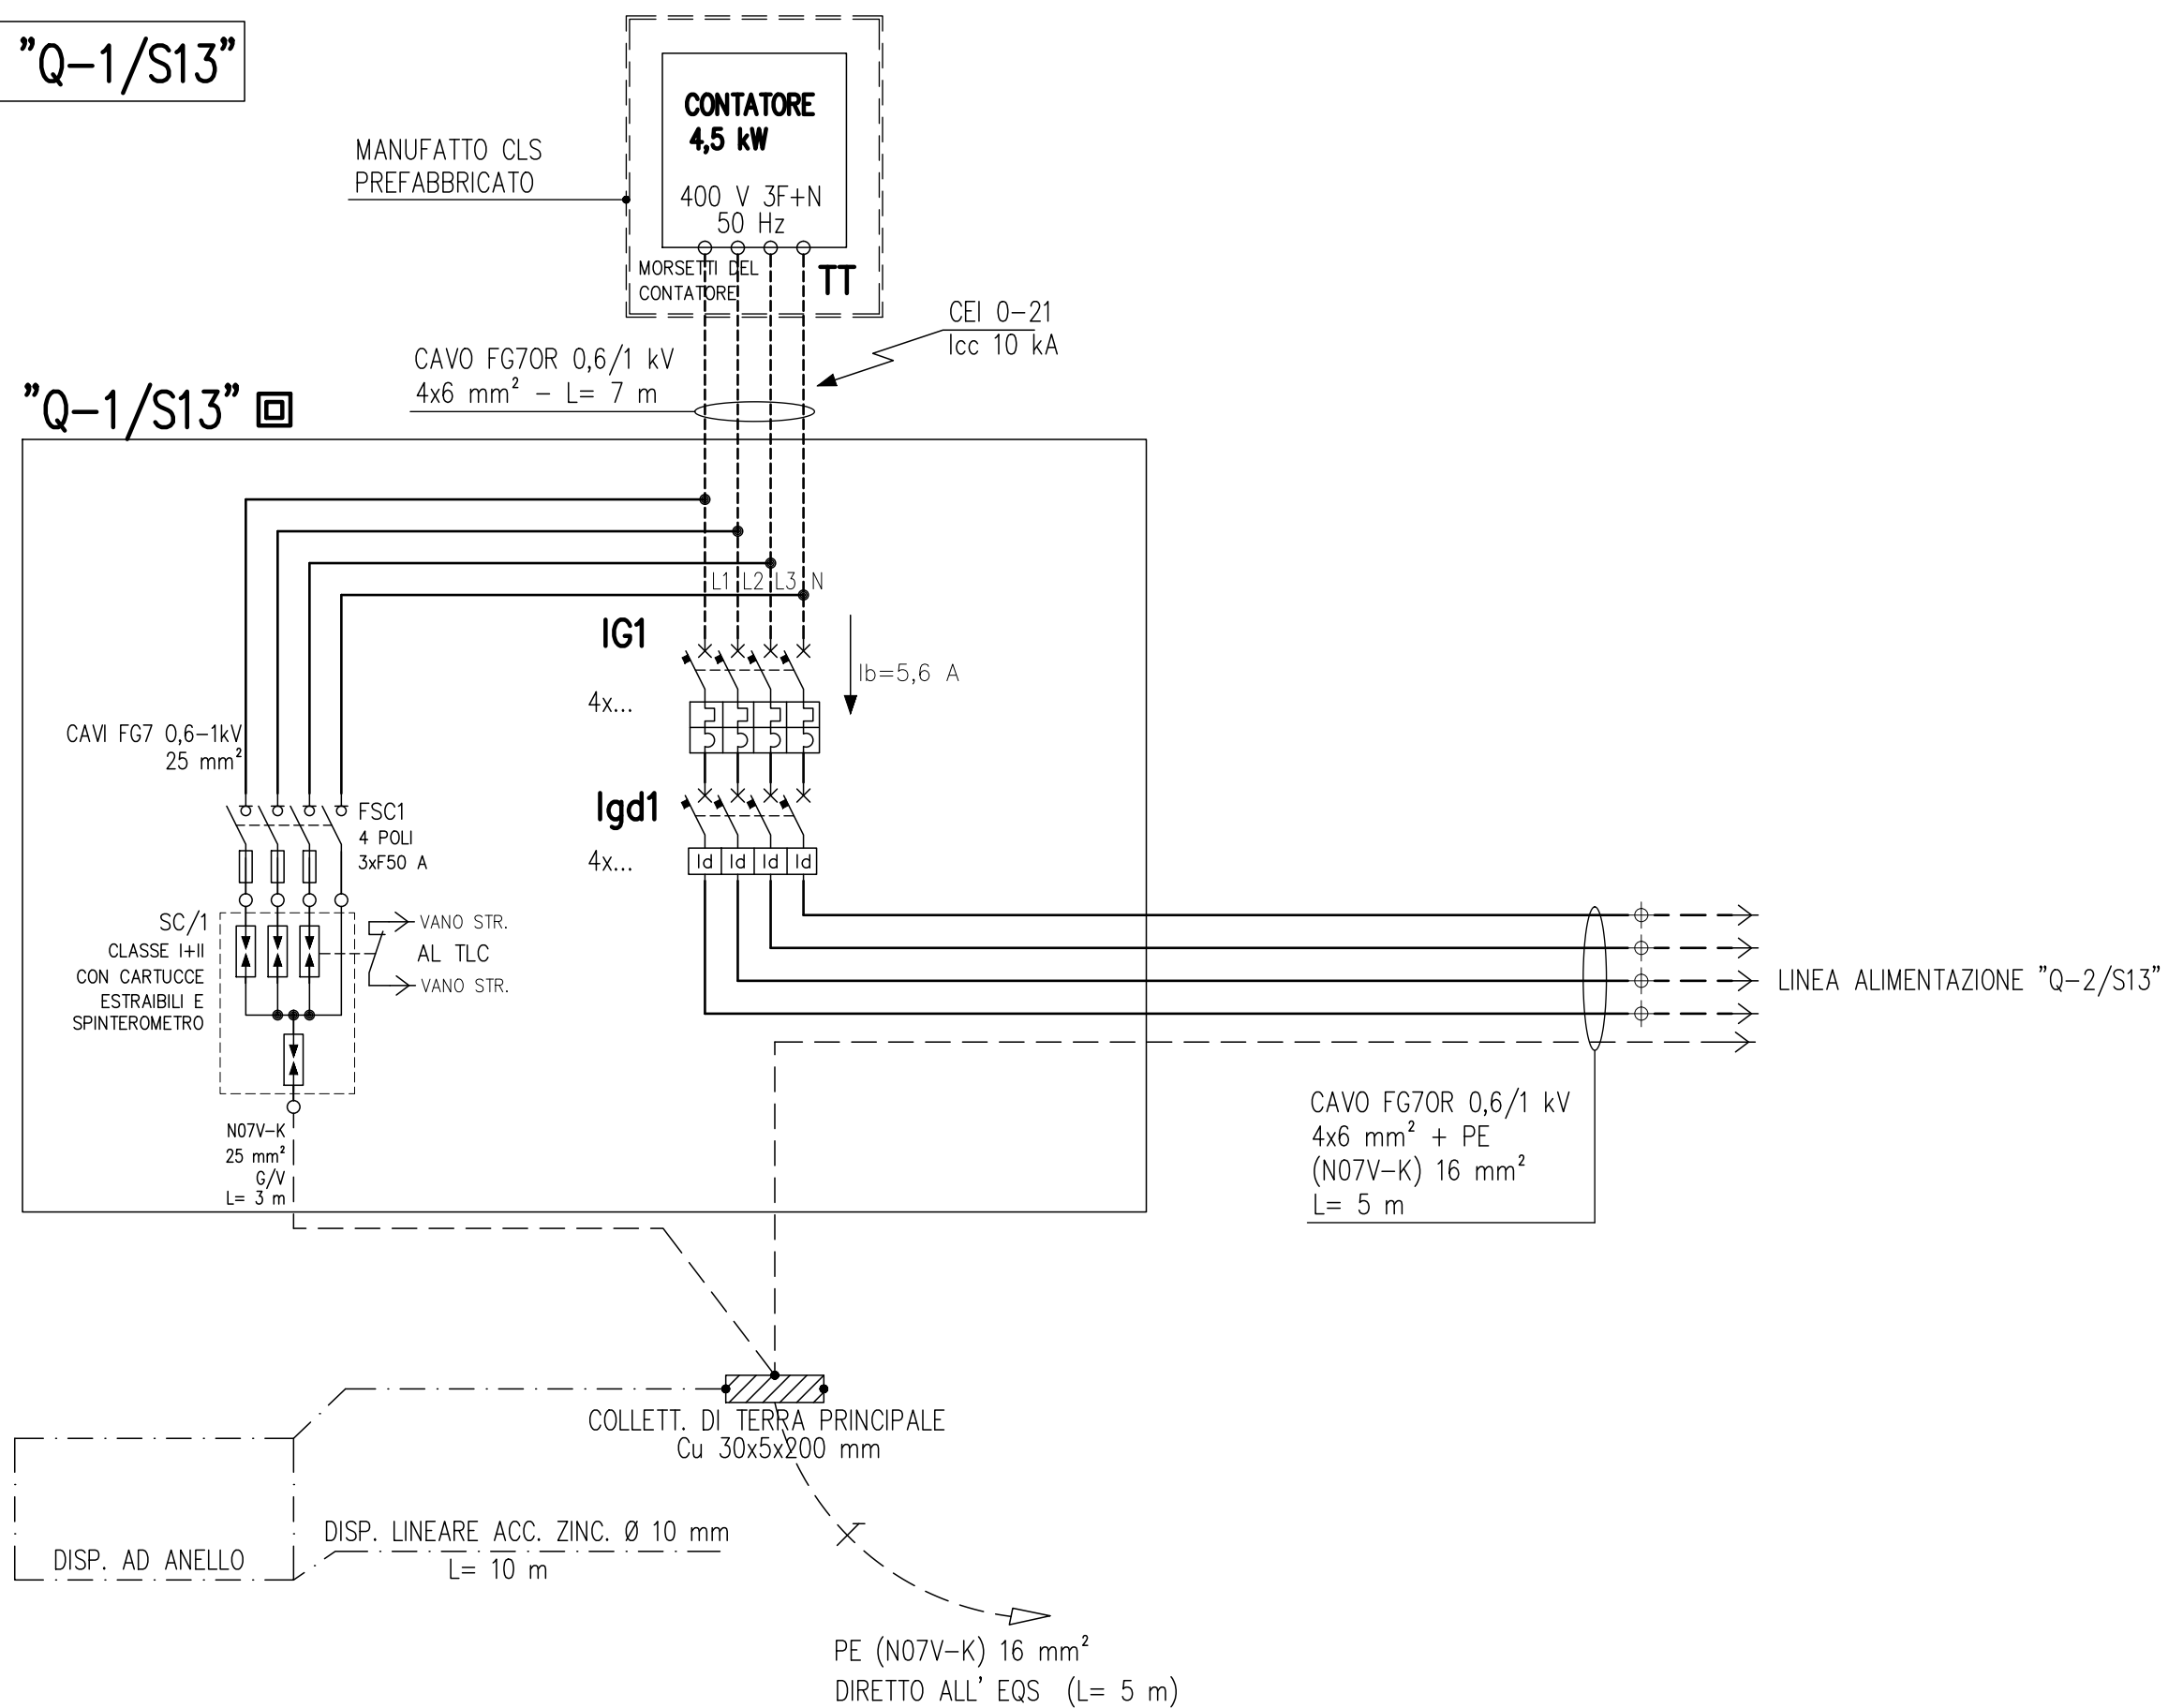 "Q-1/S13"
CONTATORE
4,5 kW
400 V 3F+N
50 Hz
MANUFATTO CLS
PREFABBRICATO
MORSETTI DEL
CONTATORE
TT
CEI 0-21
Icc 10 kA
CAVO FG7OR 0,6/1 kV
4x6 mm² - L= 7 m
"Q-1/S13"
L1 L2 L3 N
IG1
4x...
Ib=5,6 A
CAVI FG7 0,6-1kV
25 mm²
FSC1
4 POLI
3xF50 A
Igd1
4x...
Id Id Id Id
SC/1
CLASSE I+II
CON CARTUCCE
ESTRAIBILI E
SPINTEROMETRO
VANO STR.
AL TLC
VANO STR.
LINEA ALIMENTAZIONE "Q-2/S13"
CAVO FG7OR 0,6/1 kV
4x6 mm² + PE
(N07V-K) 16 mm²
L= 5 m
N07V-K
25 mm²
G/V
L= 3 m
COLLETT. DI TERRA PRINCIPALE
Cu 30x5x200 mm
DISP. LINEARE ACC. ZINC. Ø 10 mm
L= 10 m
DISP. AD ANELLO
PE (N07V-K) 16 mm²
DIRETTO ALL' EQS (L= 5 m)